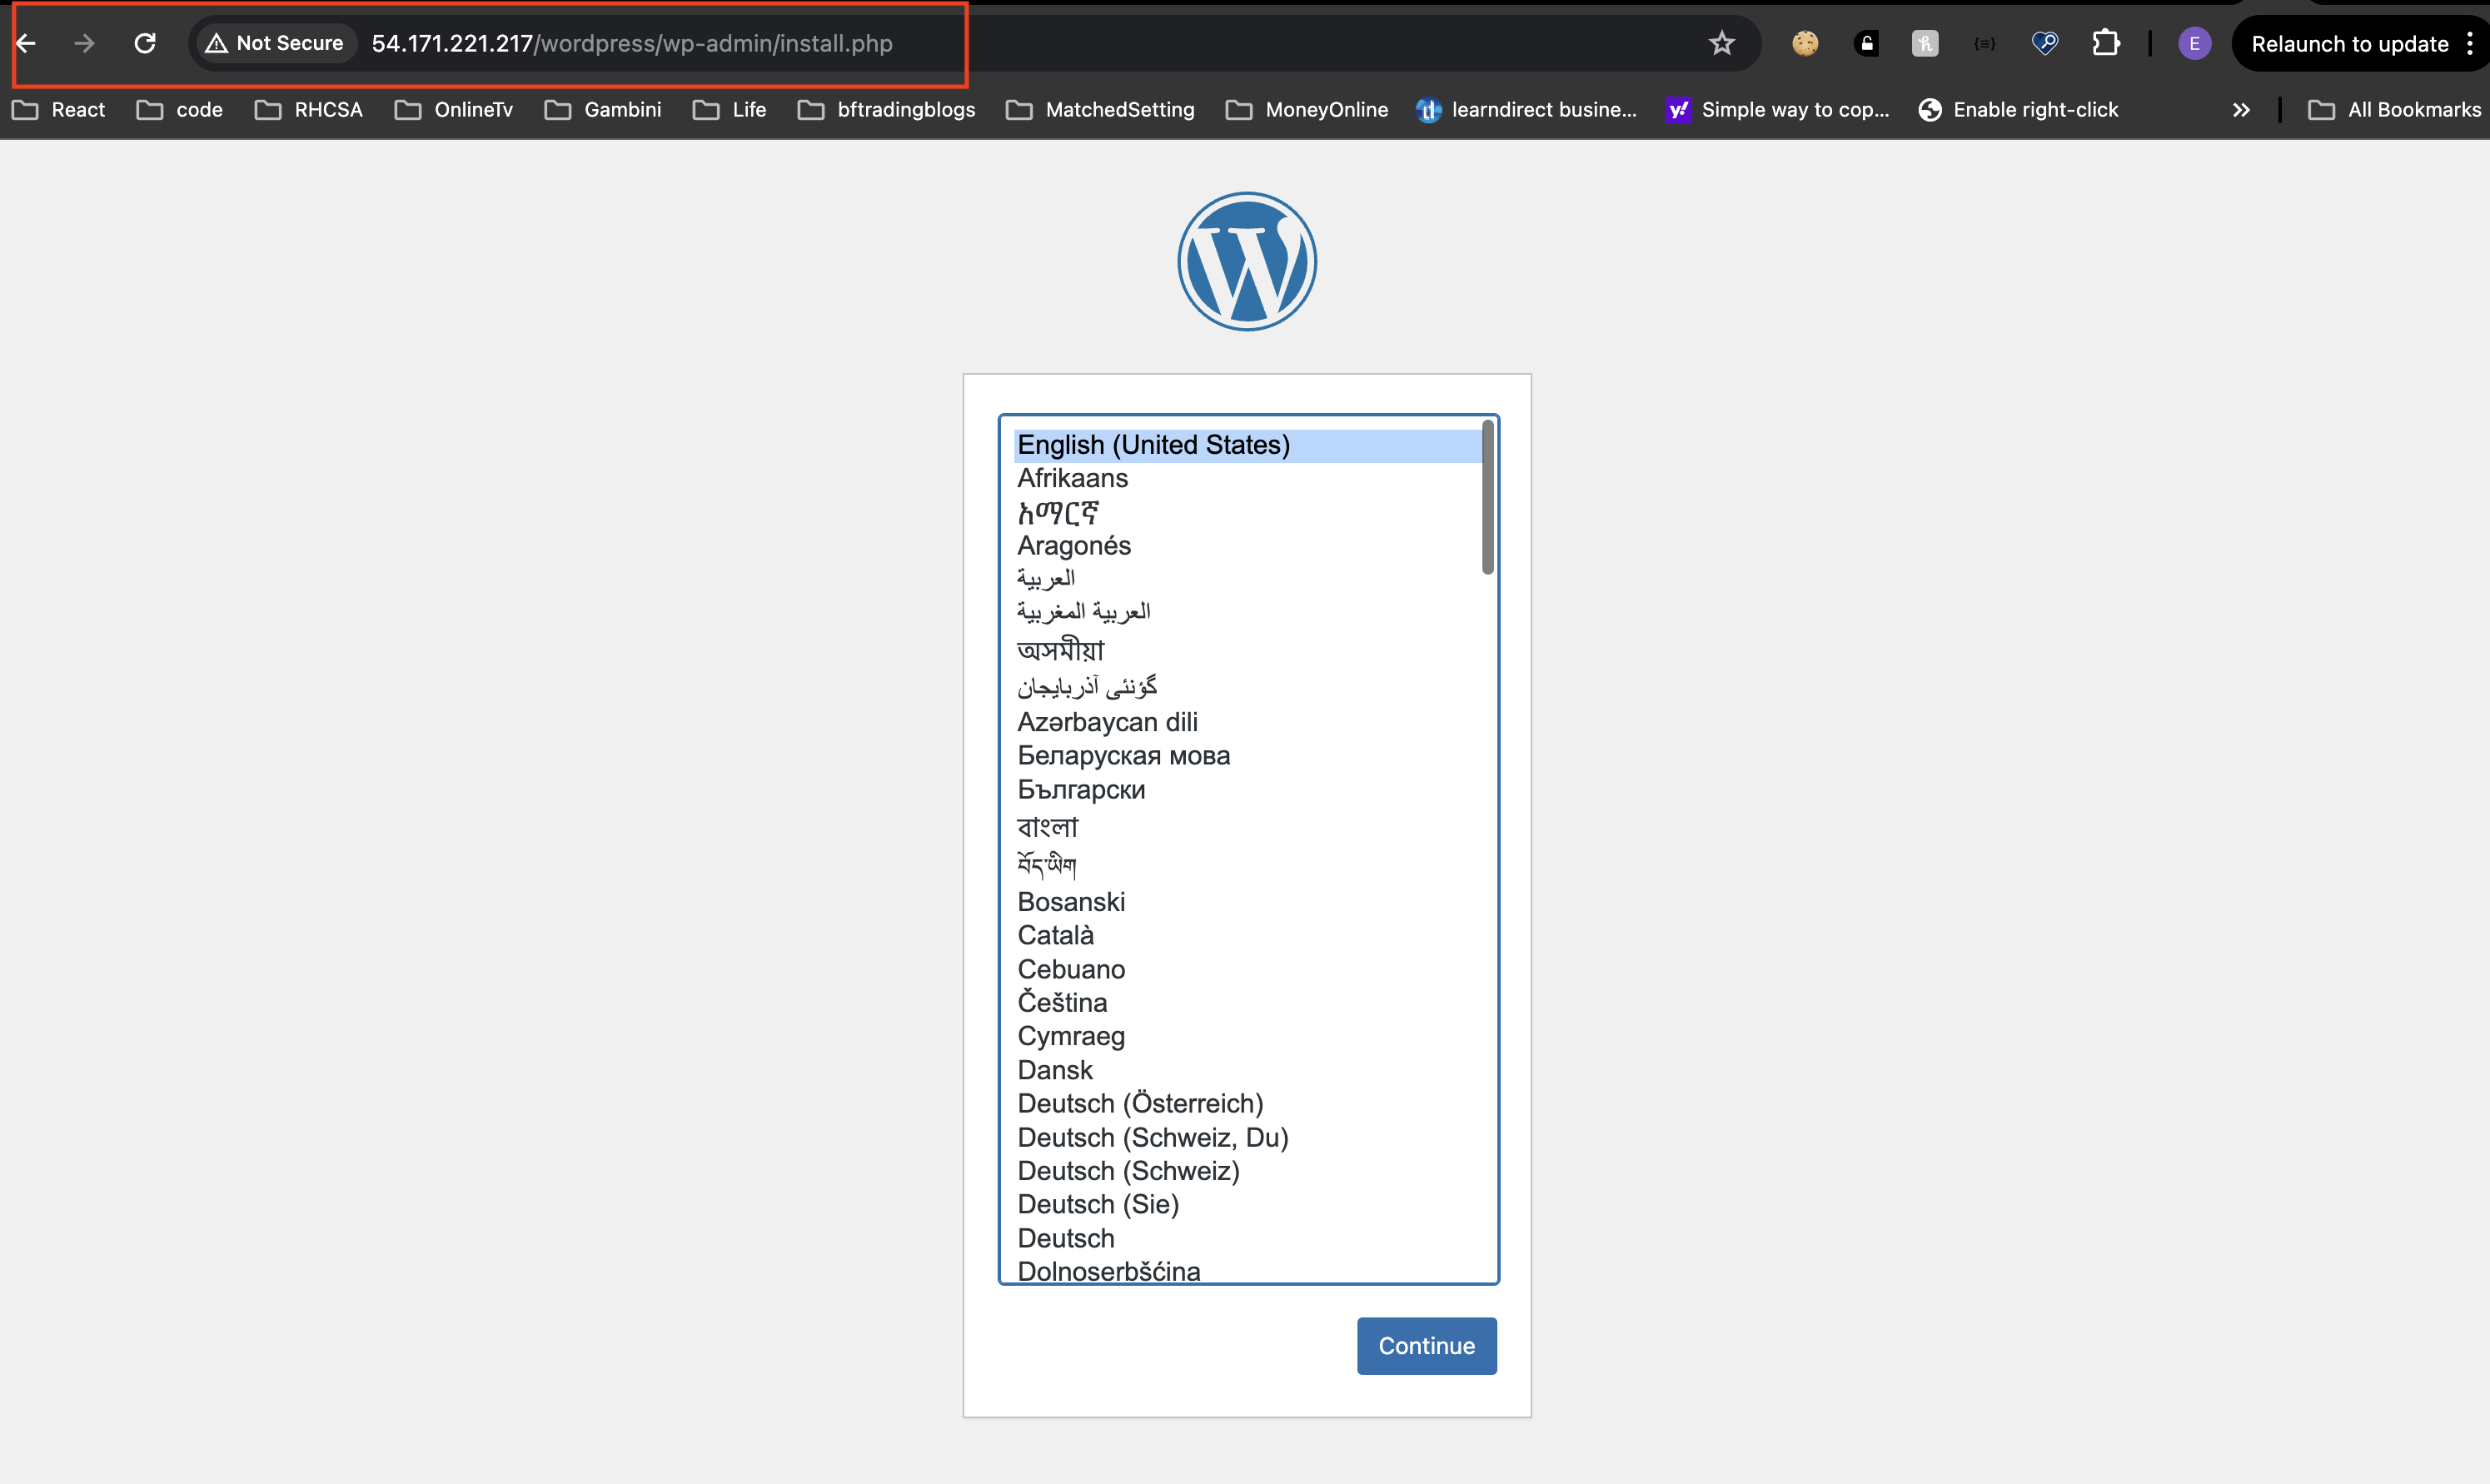 Not Secure 54.171.221.217/wordpress/wp-admin/install.php E Relaunch to update
React code RHCSA OnlineTv Gambini Life bftradingblogs MatchedSetting MoneyOnline learndirect busine... y! Simple way to cop... Enable right-click » All Bookmarks
W
English (United States)
Afrikaans
አማርኛ
Aragonés
العربية
العربية المغربية
অসমীয়া
گؤنئی آذربایجان
Azərbaycan dili
Беларуская мова
Български
বাংলা
བོད་ཡིག
Bosanski
Català
Cebuano
Čeština
Cymraeg
Dansk
Deutsch (Österreich)
Deutsch (Schweiz, Du)
Deutsch (Schweiz)
Deutsch (Sie)
Deutsch
Dolnoserbšćina
Continue